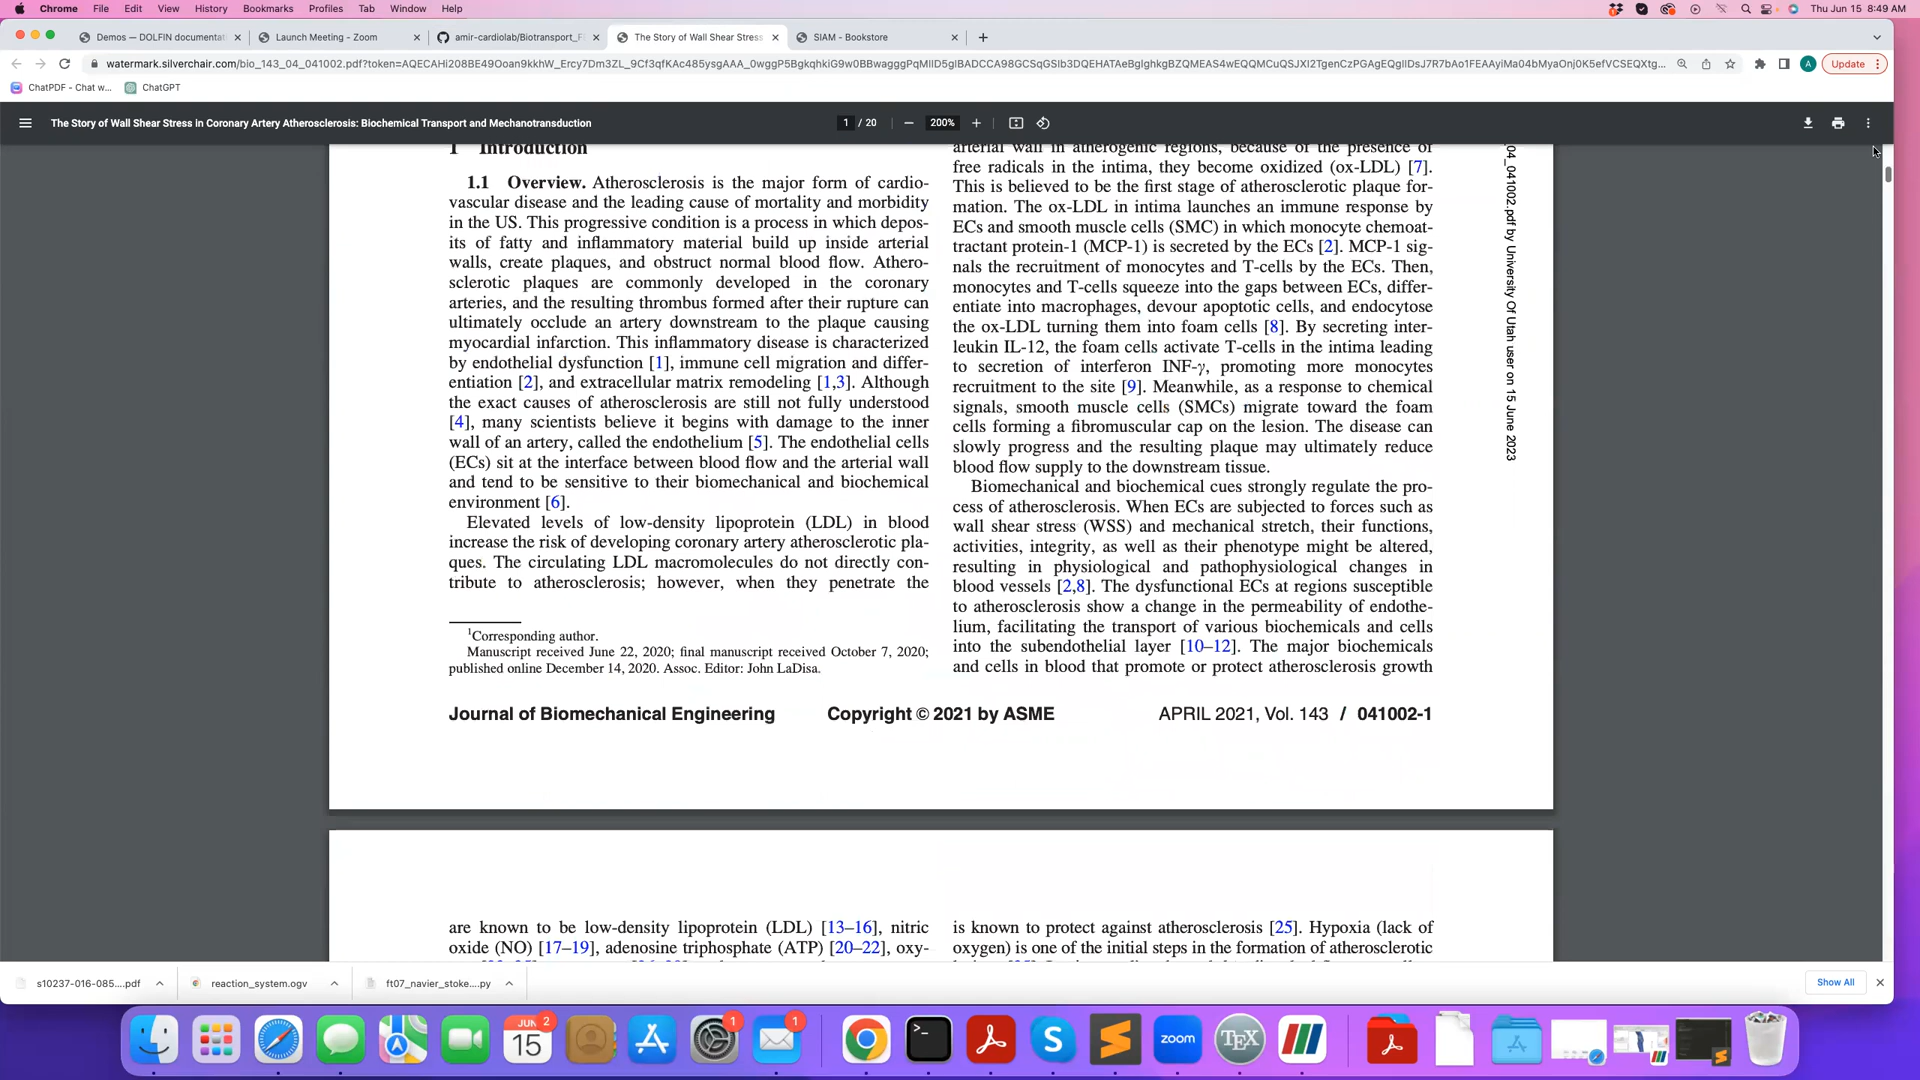 Chrome File Edit View History Bookmarks Profiles Tab Window Help
Thu Jun 15 8:49 AM
Demos — DOLFIN documentati
Launch Meeting - Zoom
amir-cardiolab/Biotransport_F
The Story of Wall Shear Stress
SIAM - Bookstore
Update
ChatPDF - Chat w...
ChatGPT
The Story of Wall Shear Stress in Coronary Artery Atherosclerosis: Biochemical Transport and Mechanotransduction
1 / 20
200%
1 Introduction
1.1 Overview. Atherosclerosis is the major form of cardio-
vascular disease and the leading cause of mortality and morbidity
in the US. This progressive condition is a process in which depos-
its of fatty and inflammatory material build up inside arterial
walls, create plaques, and obstruct normal blood flow. Athero-
sclerotic plaques are commonly developed in the coronary
arteries, and the resulting thrombus formed after their rupture can
ultimately occlude an artery downstream to the plaque causing
myocardial infarction. This inflammatory disease is characterized
by endothelial dysfunction [1], immune cell migration and differ-
entiation [2], and extracellular matrix remodeling [1,3]. Although
the exact causes of atherosclerosis are still not fully understood
[4], many scientists believe it begins with damage to the inner
wall of an artery, called the endothelium [5]. The endothelial cells
(ECs) sit at the interface between blood flow and the arterial wall
and tend to be sensitive to their biomechanical and biochemical
environment [6].
Elevated levels of low-density lipoprotein (LDL) in blood
increase the risk of developing coronary artery atherosclerotic pla-
ques. The circulating LDL macromolecules do not directly con-
tribute to atherosclerosis; however, when they penetrate the
1Corresponding author.
Manuscript received June 22, 2020; final manuscript received October 7, 2020;
published online December 14, 2020. Assoc. Editor: John LaDisa.
arterial wall in atherogenic regions, because of the presence of
free radicals in the intima, they become oxidized (ox-LDL) [7].
This is believed to be the first stage of atherosclerotic plaque for-
mation. The ox-LDL in intima launches an immune response by
ECs and smooth muscle cells (SMC) in which monocyte chemoat-
tractant protein-1 (MCP-1) is secreted by the ECs [2]. MCP-1 sig-
nals the recruitment of monocytes and T-cells by the ECs. Then,
monocytes and T-cells squeeze into the gaps between ECs, differ-
entiate into macrophages, devour apoptotic cells, and endocytose
the ox-LDL turning them into foam cells [8]. By secreting inter-
leukin IL-12, the foam cells activate T-cells in the intima leading
to secretion of interferon INF-γ, promoting more monocytes
recruitment to the site [9]. Meanwhile, as a response to chemical
signals, smooth muscle cells (SMCs) migrate toward the foam
cells forming a fibromuscular cap on the lesion. The disease can
slowly progress and the resulting plaque may ultimately reduce
blood flow supply to the downstream tissue.
Biomechanical and biochemical cues strongly regulate the pro-
cess of atherosclerosis. When ECs are subjected to forces such as
wall shear stress (WSS) and mechanical stretch, their functions,
activities, integrity, as well as their phenotype might be altered,
resulting in physiological and pathophysiological changes in
blood vessels [2,8]. The dysfunctional ECs at regions susceptible
to atherosclerosis show a change in the permeability of endothe-
lium, facilitating the transport of various biochemicals and cells
into the subendothelial layer [10–12]. The major biochemicals
and cells in blood that promote or protect atherosclerosis growth
04_041002.pdf by University Of Utah user on 15 June 2023
Journal of Biomechanical Engineering
Copyright © 2021 by ASME
APRIL 2021, Vol. 143 / 041002-1
are known to be low-density lipoprotein (LDL) [13–16], nitric
oxide (NO) [17–19], adenosine triphosphate (ATP) [20–22], oxy-
is known to protect against atherosclerosis [25]. Hypoxia (lack of
oxygen) is one of the initial steps in the formation of atherosclerotic
s10237-016-085....pdf
reaction_system.ogv
ft07_navier_stoke....py
Show All
JUN 2
15
1
1
zoom
TEX